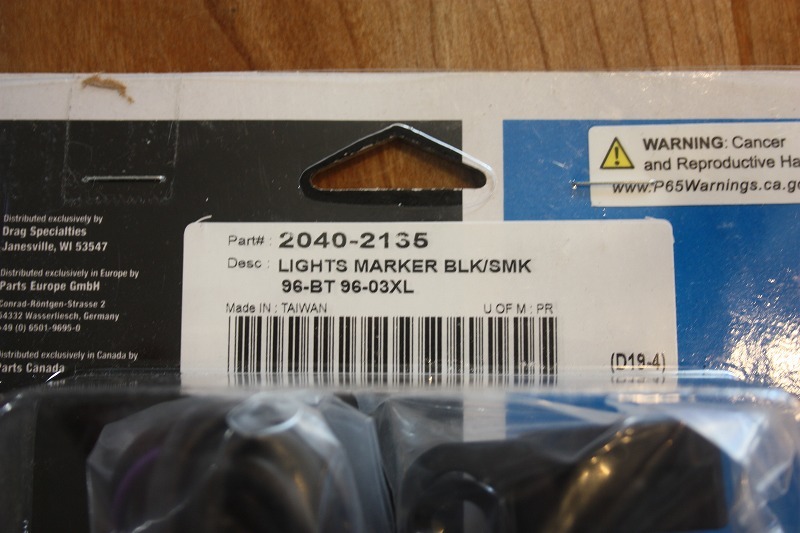 WARNING: Cancer
and Reproductive Ha
www.P65Warnings.ca.go
Distributed exclusively by
Drag Specialties
Janesville, WI 53547
Distributed exclusively in Europe by
Parts Europe GmbH
Conrad-Röntgen-Strasse 2
54332 Wasserliesch, Germany
+49 (0) 6501-9695-0
Distributed exclusively in Canada by
Parts Canada
Part# : 2040-2135
Desc : LIGHTS MARKER BLK/SMK
96-BT 96-03XL
Made IN : TAIWAN U OF M : PR
(D19-4)